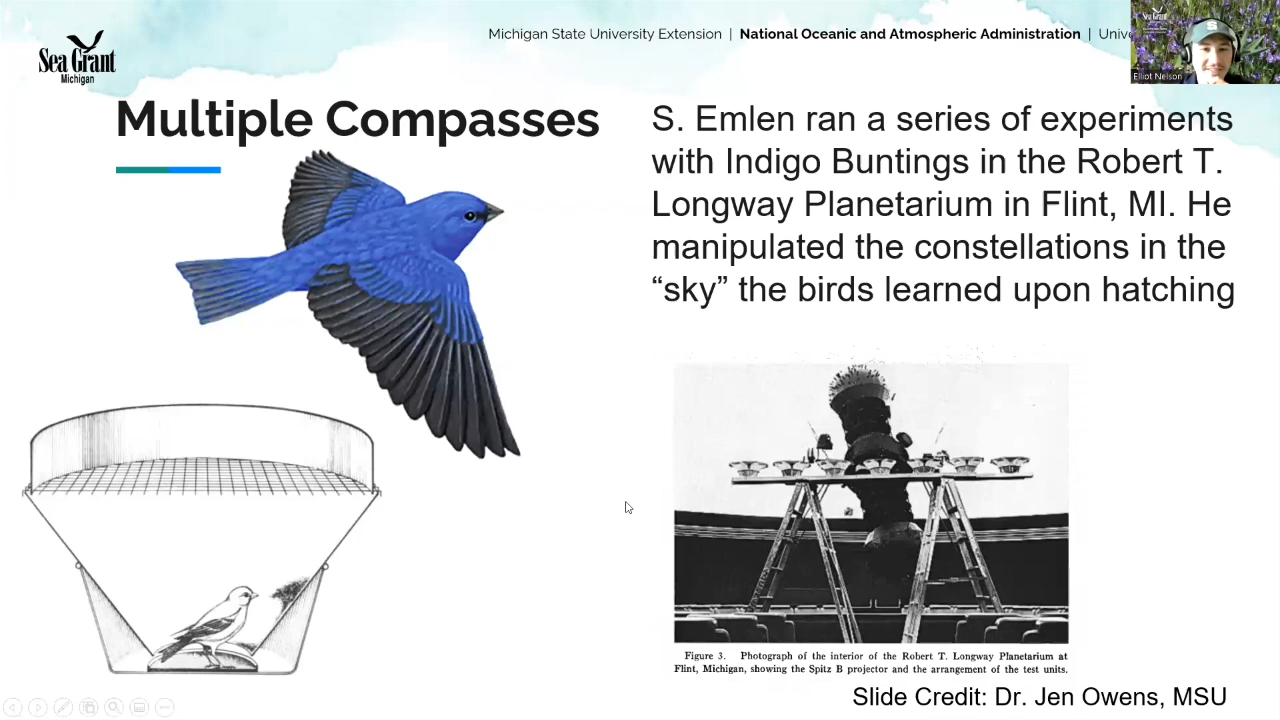 Sea Grant
Michigan
Michigan State University Extension | National Oceanic and Atmospheric Administration |
Sea Grant
Elliot Nelson
Multiple Compasses
S. Emlen ran a series of experiments
with Indigo Buntings in the Robert T.
Longway Planetarium in Flint, MI. He
manipulated the constellations in the
“sky” the birds learned upon hatching
Figure 3. Photograph of the interior of the Robert T. Longway Planetarium at
Flint, Michigan, showing the Spitz B projector and the arrangement of the test units.
Slide Credit: Dr. Jen Owens, MSU